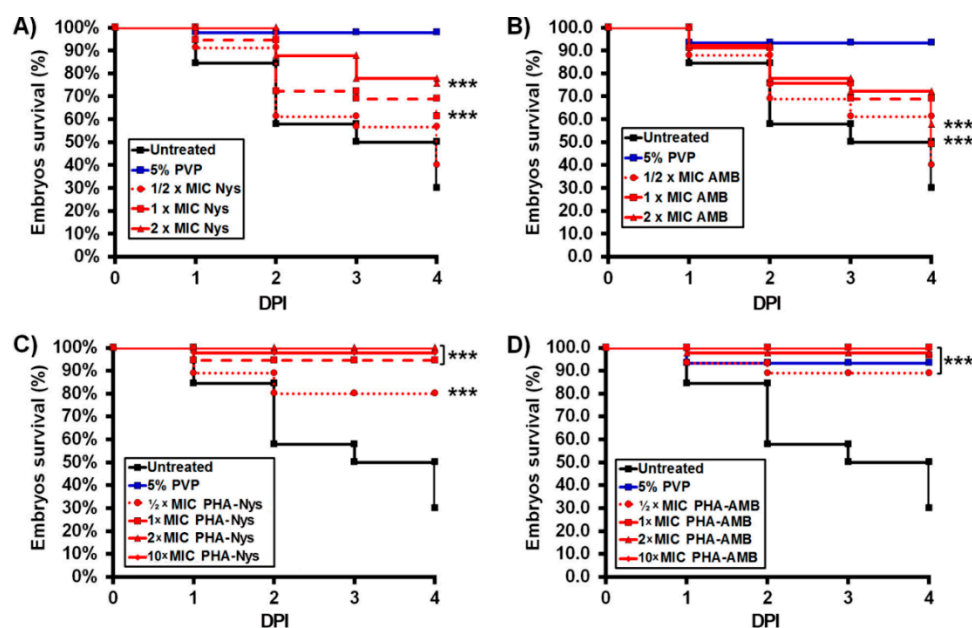 A)
Embryos survival (%)
100%
90%
80%
70%
60%
50%
40%
30%
20%
10%
0%
0 1 2 3 4
DPI
***
***
Untreated
5% PVP
1/2 x MIC Nys
1 x MIC Nys
2 x MIC Nys
B)
Embryos survival (%)
100%
90.0
80.0
70.0
60.0
50.0
40.0
30.0
20.0
10.0
0.0
0 1 2 3 4
DPI
***
***
Untreated
5% PVP
1/2 x MIC AMB
1 x MIC AMB
2 x MIC AMB
C)
Embryos survival (%)
100%
90%
80%
70%
60%
50%
40%
30%
20%
10%
0%
0 1 2 3 4
DPI
***
***
Untreated
5% PVP
½ × MIC PHA-Nys
1× MIC PHA-Nys
2× MIC PHA-Nys
10× MIC PHA-Nys
D)
Embryos survival (%)
100%
90.0
80.0
70.0
60.0
50.0
40.0
30.0
20.0
10.0
0.0
0 1 2 3 4
DPI
***
Untreated
5% PVP
½ × MIC PHA-AMB
1× MIC PHA-AMB
2× MIC PHA-AMB
10× MIC PHA-AMB